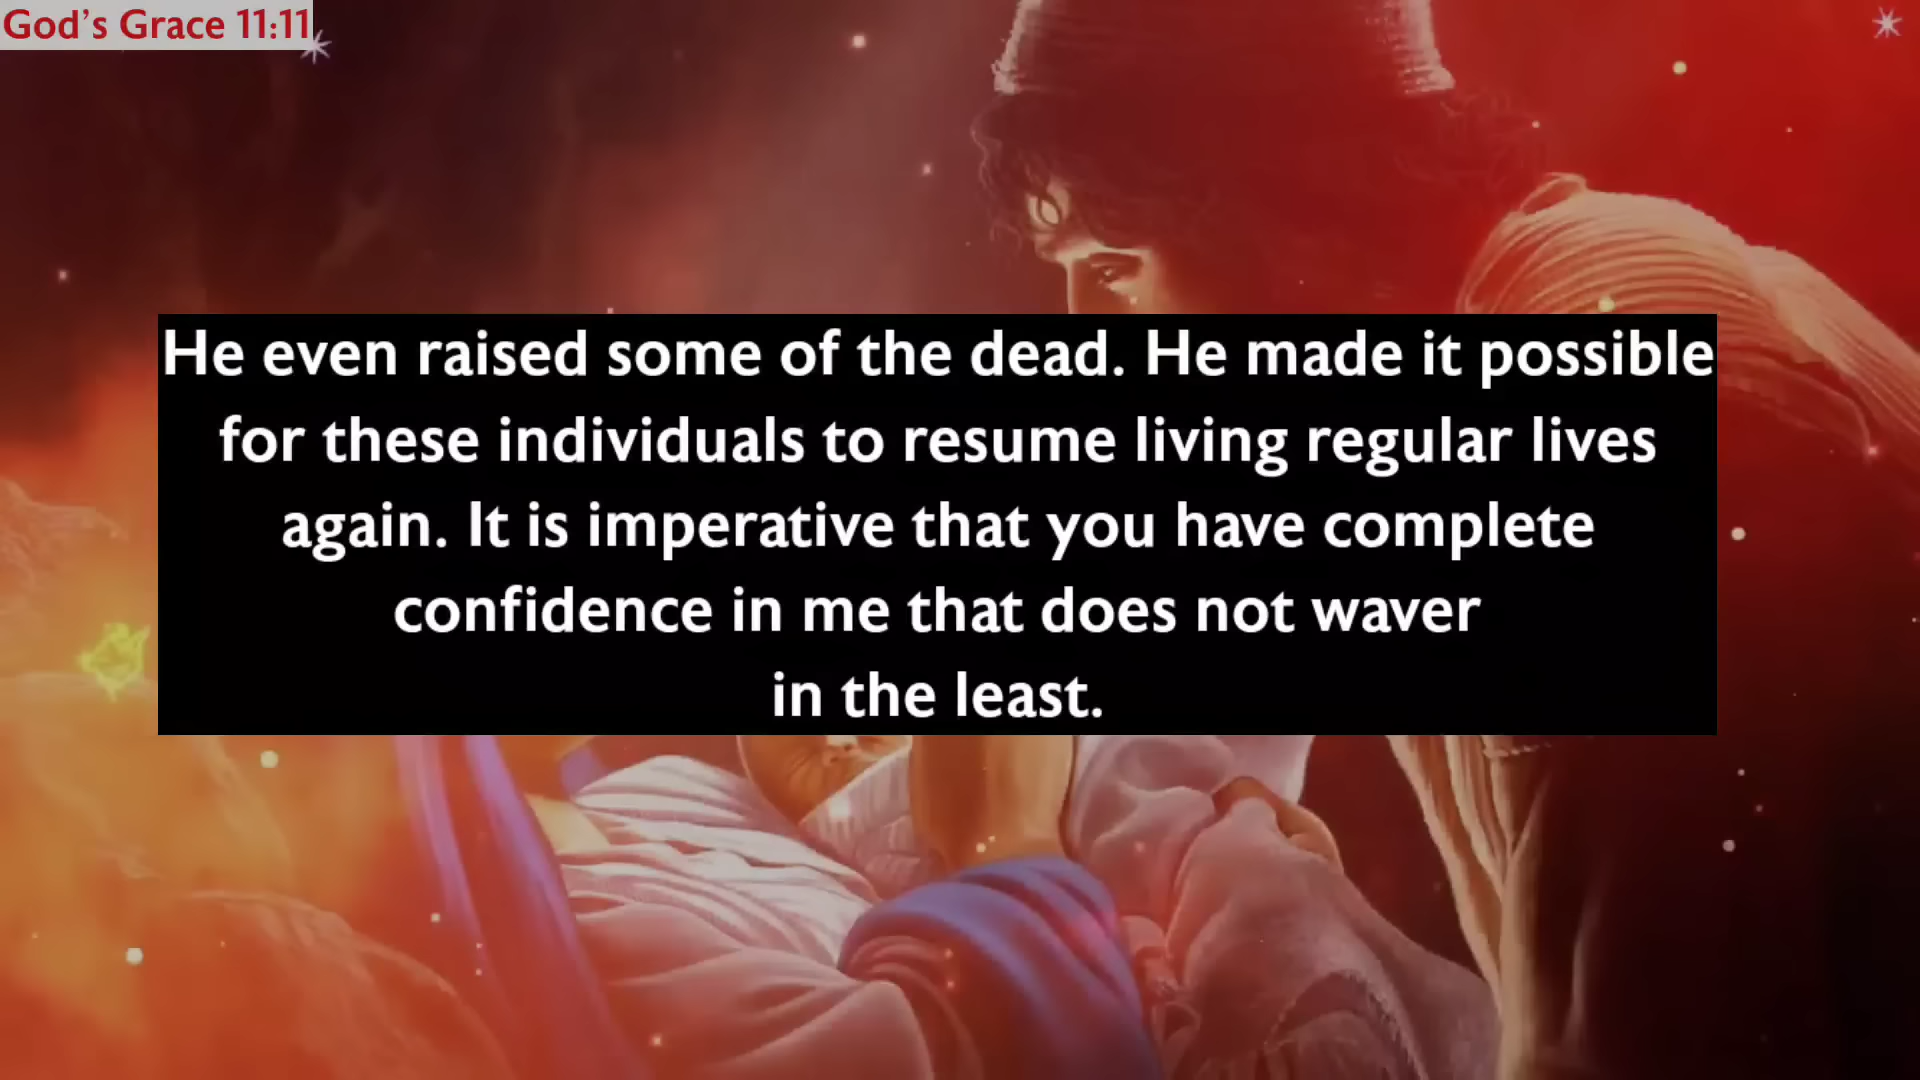 God's Grace 11:11
He even raised some of the dead. He made it possible
for these individuals to resume living regular lives
again. It is imperative that you have complete
confidence in me that does not waver
in the least.